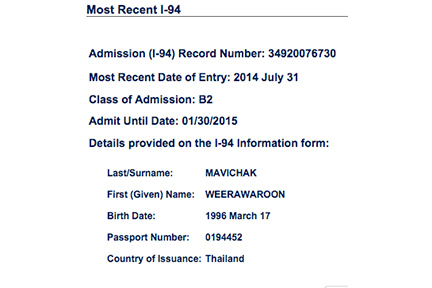 Most Recent I-94
Admission (I-94) Record Number: 34920076730
Most Recent Date of Entry: 2014 July 31
Class of Admission: B2
Admit Until Date: 01/30/2015
Details provided on the I-94 Information form:
Last/Surname: MAVICHAK
First (Given) Name: WEERAWAROON
Birth Date: 1996 March 17
Passport Number: 0194452
Country of Issuance: Thailand